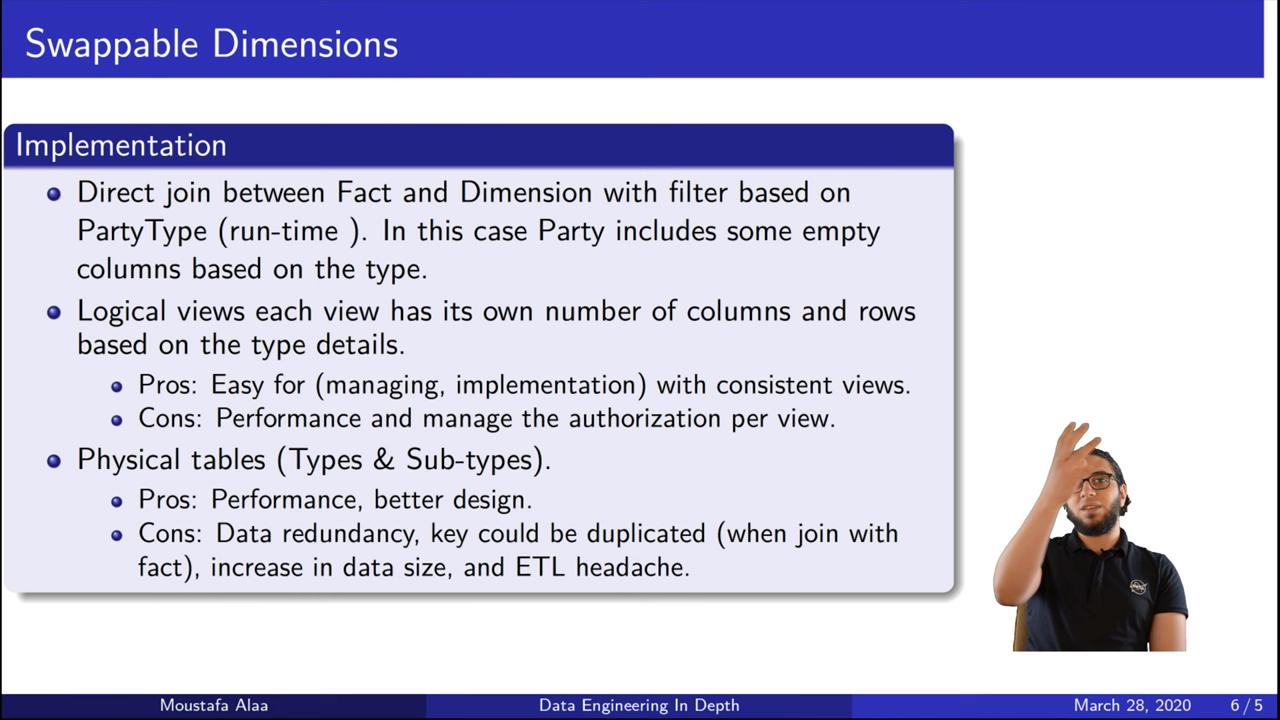 Swappable Dimensions
Implementation
Direct join between Fact and Dimension with filter based on
PartyType (run-time ). In this case Party includes some empty
columns based on the type.
Logical views each view has its own number of columns and rows
based on the type details.
Pros: Easy for (managing, implementation) with consistent views.
Cons: Performance and manage the authorization per view.
Physical tables (Types & Sub-types).
Pros: Performance, better design.
Cons: Data redundancy, key could be duplicated (when join with
fact), increase in data size, and ETL headache.
Moustafa Alaa
Data Engineering In Depth
March 28, 2020
6 / 5